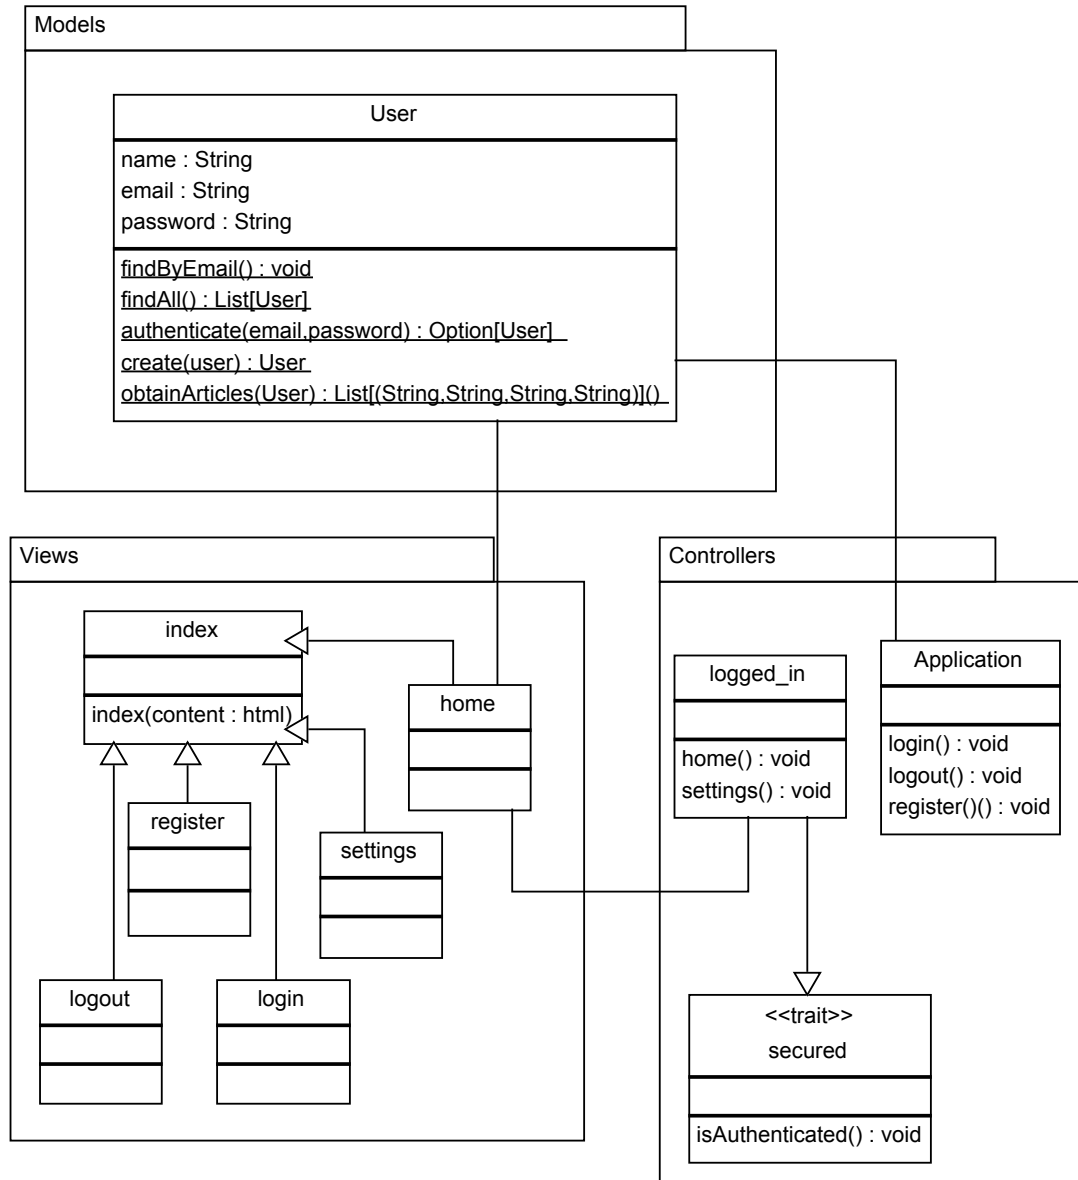 Models
User
name : String
email : String
password : String
findByEmail() : void
findAll() : List[User]
authenticate(email,password) : Option[User]
create(user) : User
obtainArticles(User) : List[(String,String,String,String)]()
Views
index
index(content : html)
home
register
settings
logout
login
Controllers
logged_in
home() : void
settings() : void
Application
login() : void
logout() : void
register()() : void
<<trait>>
secured
isAuthenticated() : void